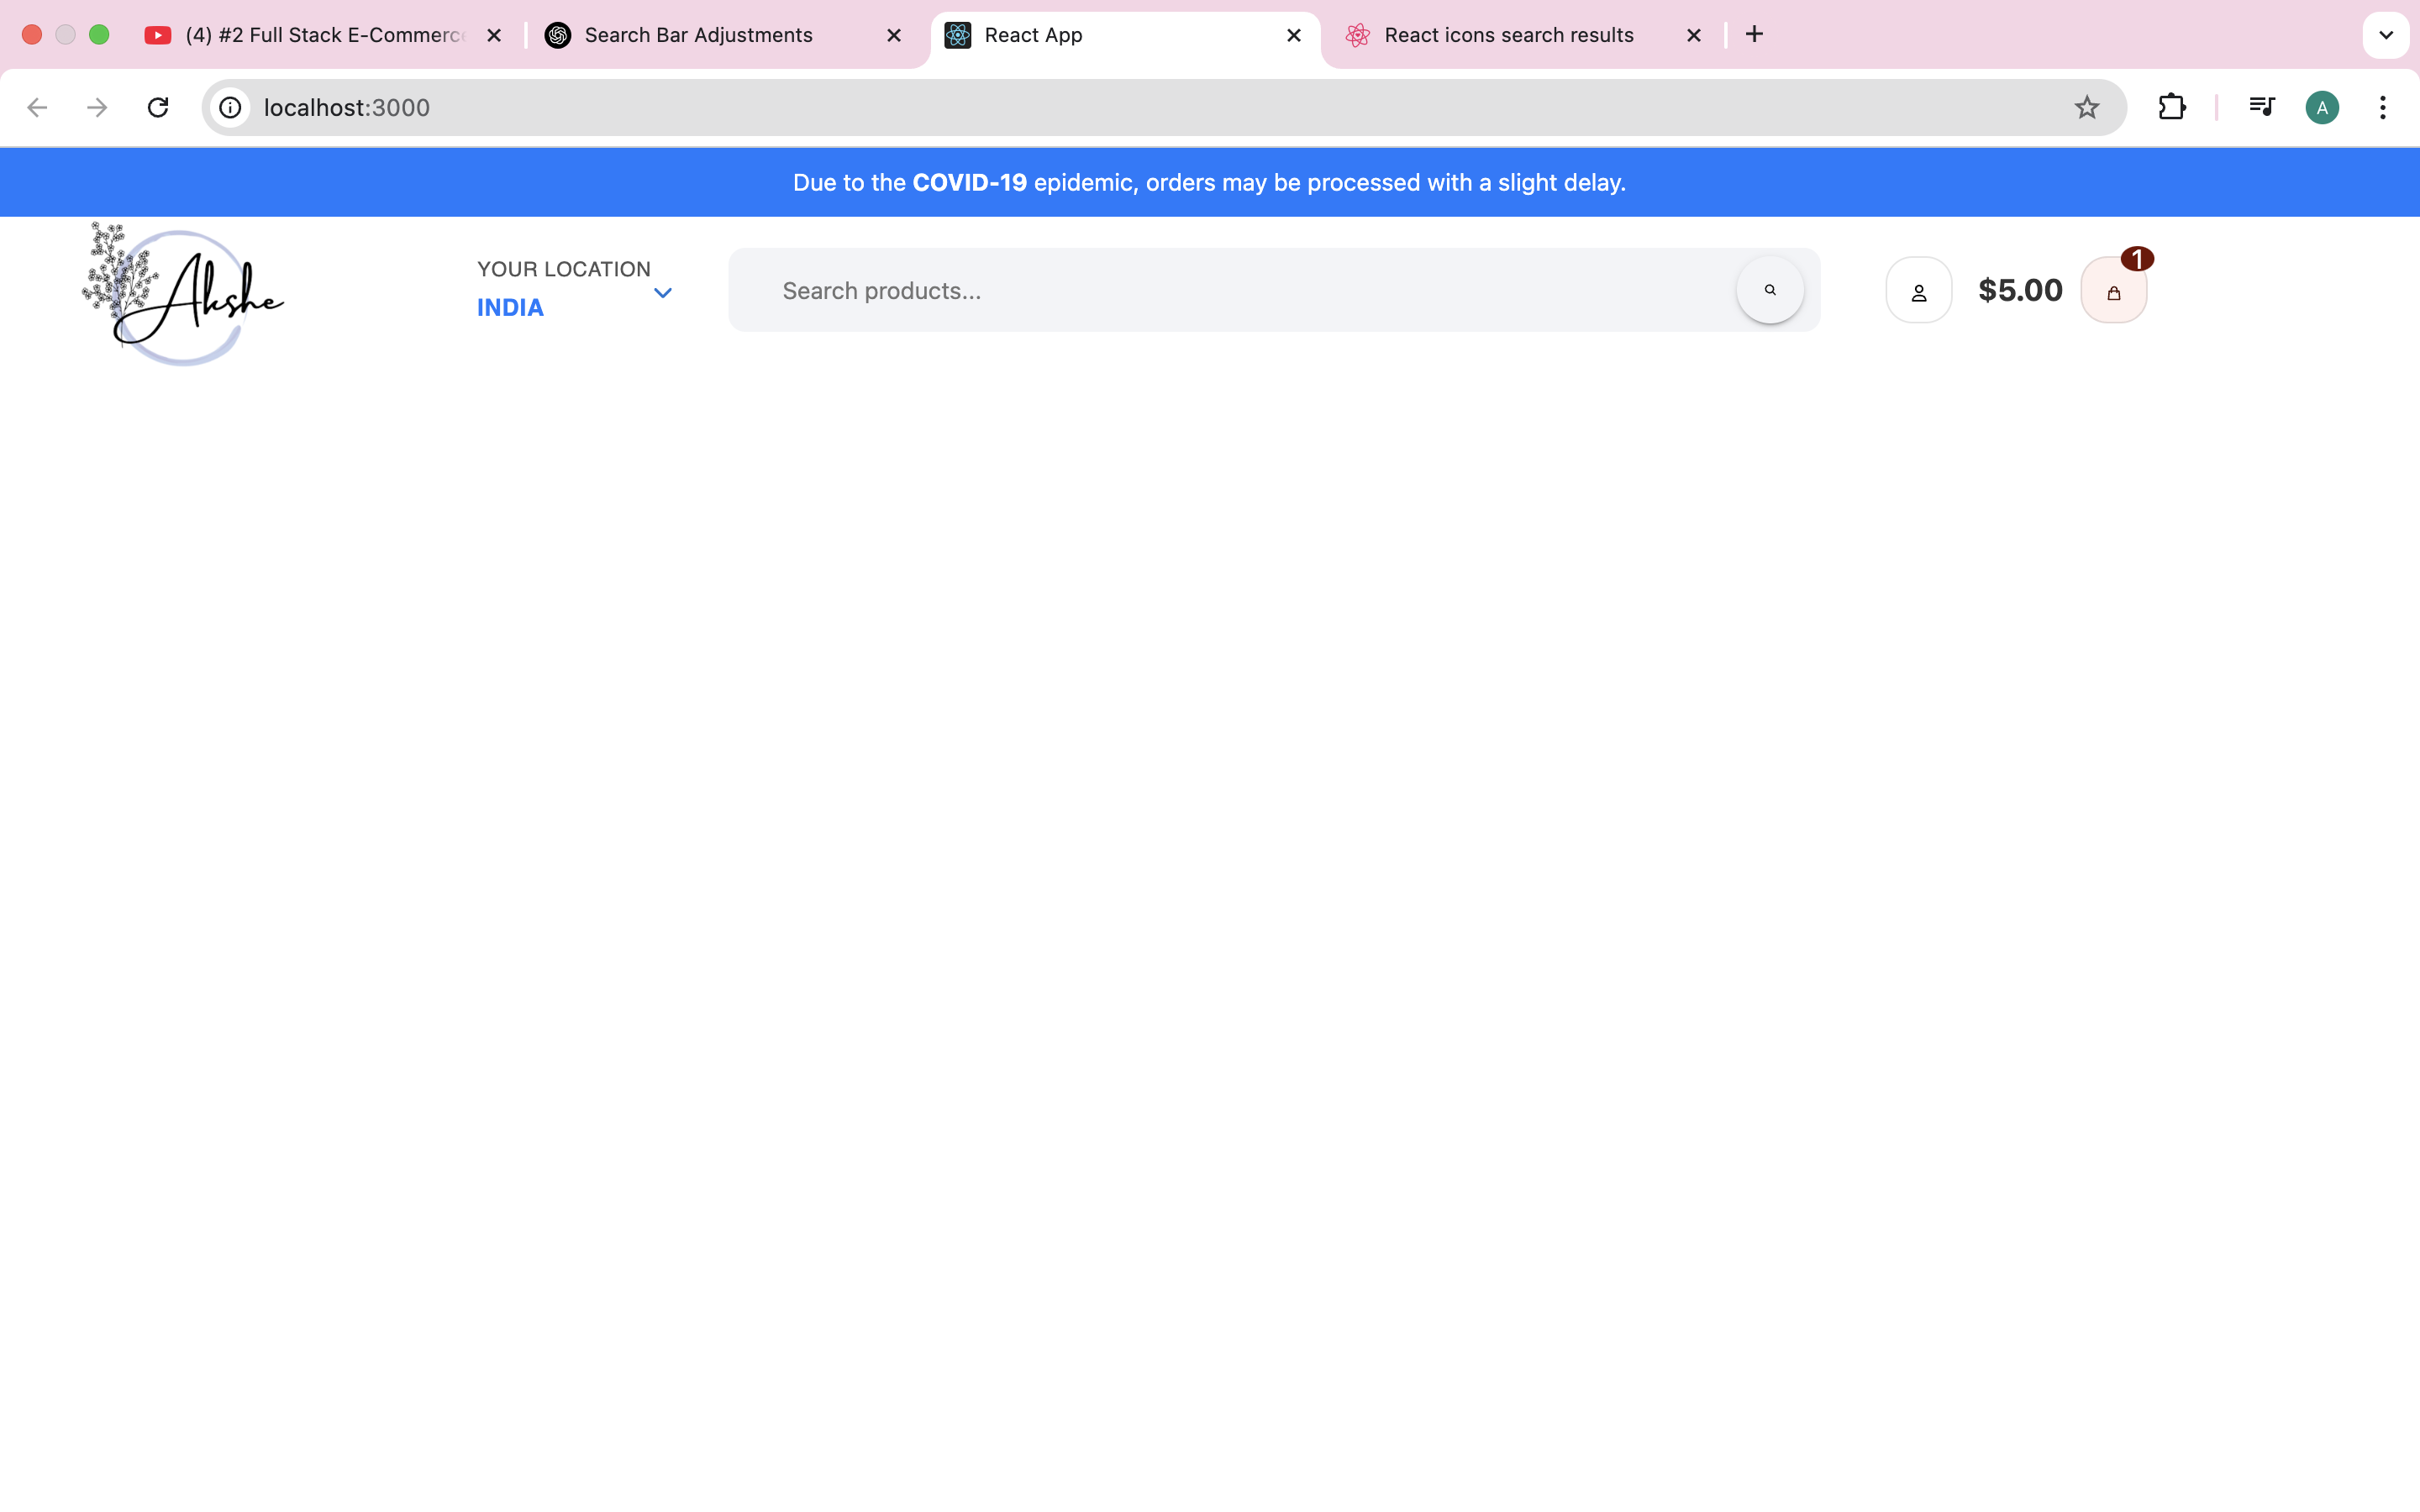 (4) #2 Full Stack E-Commerc
Search Bar Adjustments
React App
React icons search results
localhost:3000
A
Due to the COVID-19 epidemic, orders may be processed with a slight delay.
Akshe
YOUR LOCATION
INDIA
Search products...
$5.00
1